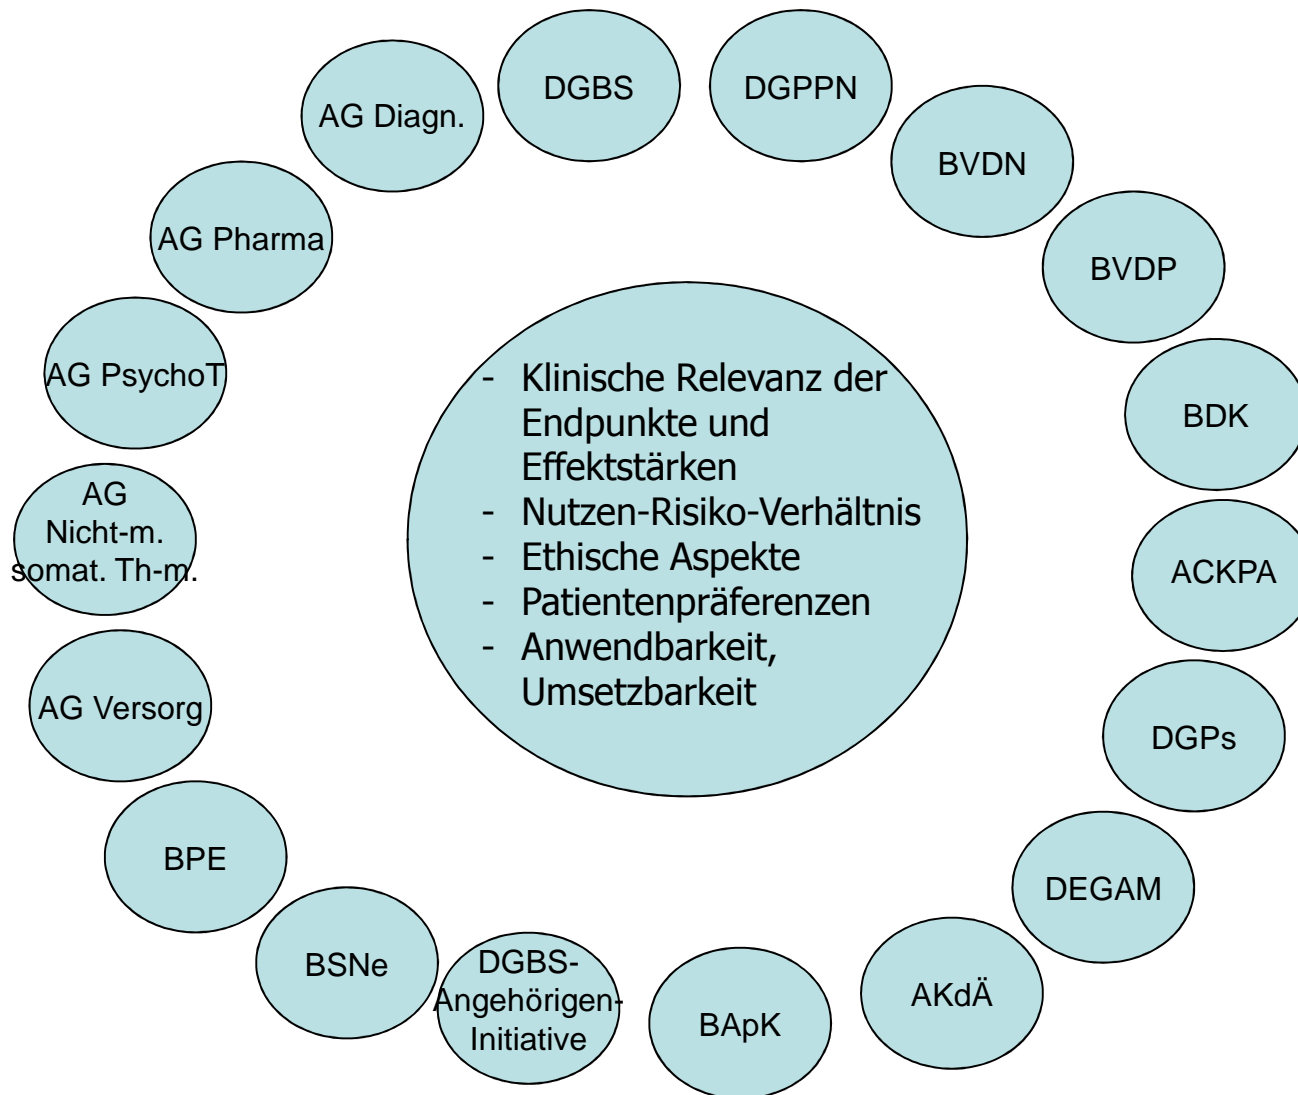 DGBS
DGPPN
BVDN
BVDP
BDK
ACKPA
DGPs
DEGAM
AKdÄ
BApK
DGBS-
Angehörigen-
Initiative
BSNe
BPE
AG Versorg
AG
Nicht-m.
somat. Th-m.
AG PsychoT
AG Pharma
AG Diagn.
- Klinische Relevanz der
Endpunkte und
Effektstärken
- Nutzen-Risiko-Verhältnis
- Ethische Aspekte
- Patientenpräferenzen
- Anwendbarkeit,
Umsetzbarkeit